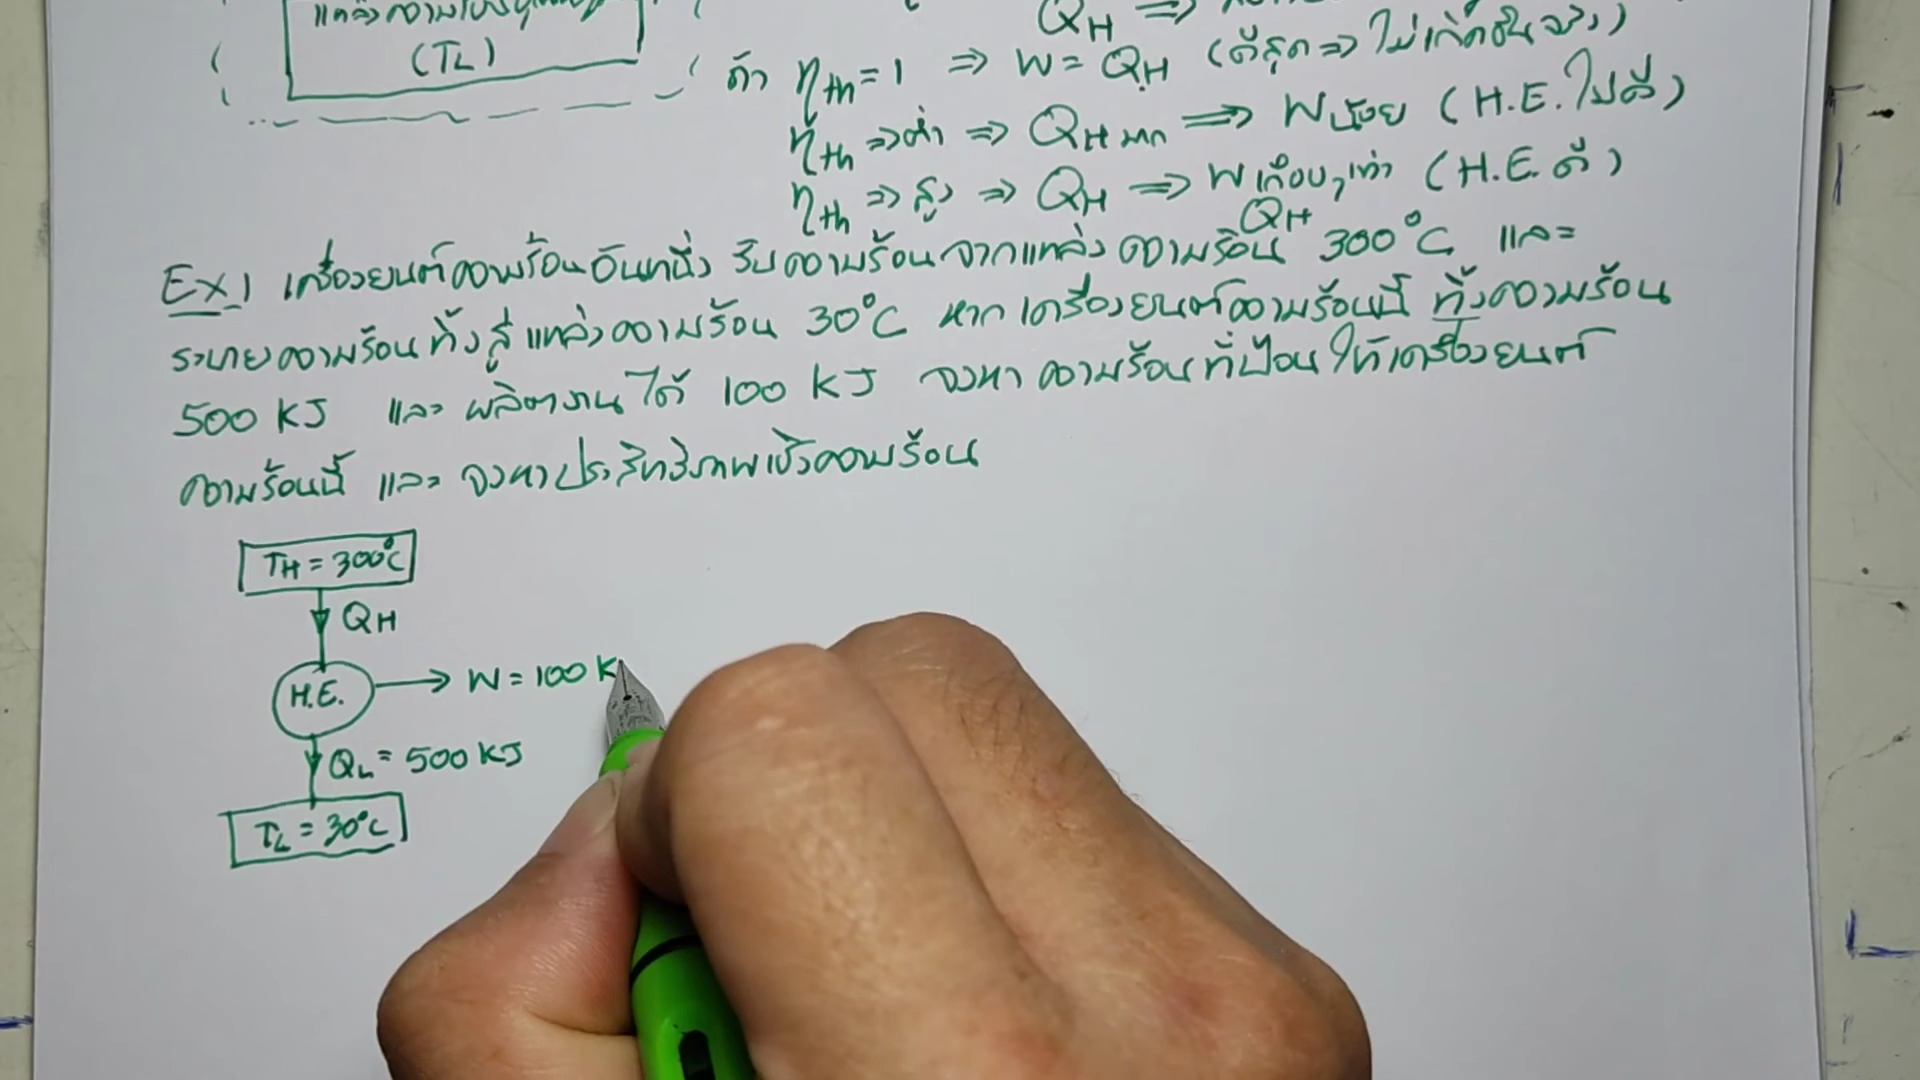 (TL)
QH ⇒
ถ้า ηth = 1 ⇒ W = QH (ดีสุด ⇒ ไม่เกิดขึ้นจริง)
ηth ⇒ ต่ำ ⇒ QH มาก ⇒ W น้อย (H.E. ไม่ดี)
ηth ⇒ สูง ⇒ QH ⇒ W เกือบๆเท่า QH (H.E. ดี)
Ex.1 เครื่องยนต์ความร้อนอันหนึ่ง รับความร้อนจากแหล่งความร้อน 300°C และ
ระบายความร้อนทิ้งสู่แหล่งความร้อน 30°C หากเครื่องยนต์ความร้อนนี้ ทิ้งความร้อน
500 KJ และ ผลิตงานได้ 100 KJ จงหา ความร้อนที่ป้อนให้เครื่องยนต์
ความร้อนนี้ และ จงหาประสิทธิภาพเชิงความร้อน
TH = 300°C
QH
H.E.
W = 100 K
QL = 500 KJ
TL = 30°C